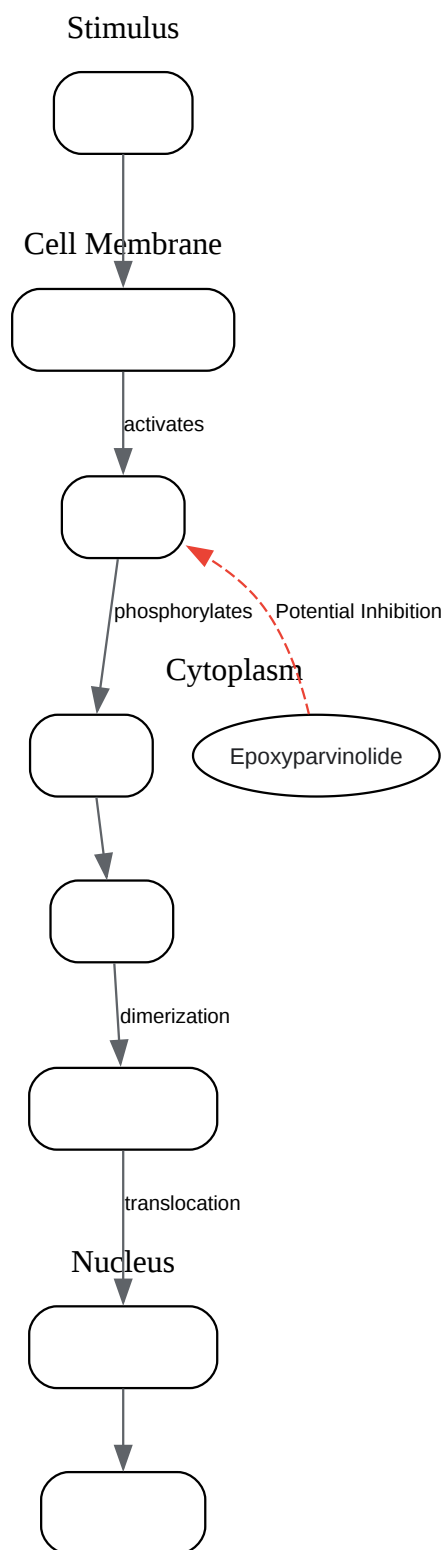 Stimulus
Cell Membrane
activates
phosphorylates
Potential Inhibition
Cytoplasm
Epoxyparvinolide
dimerization
translocation
Nucleus